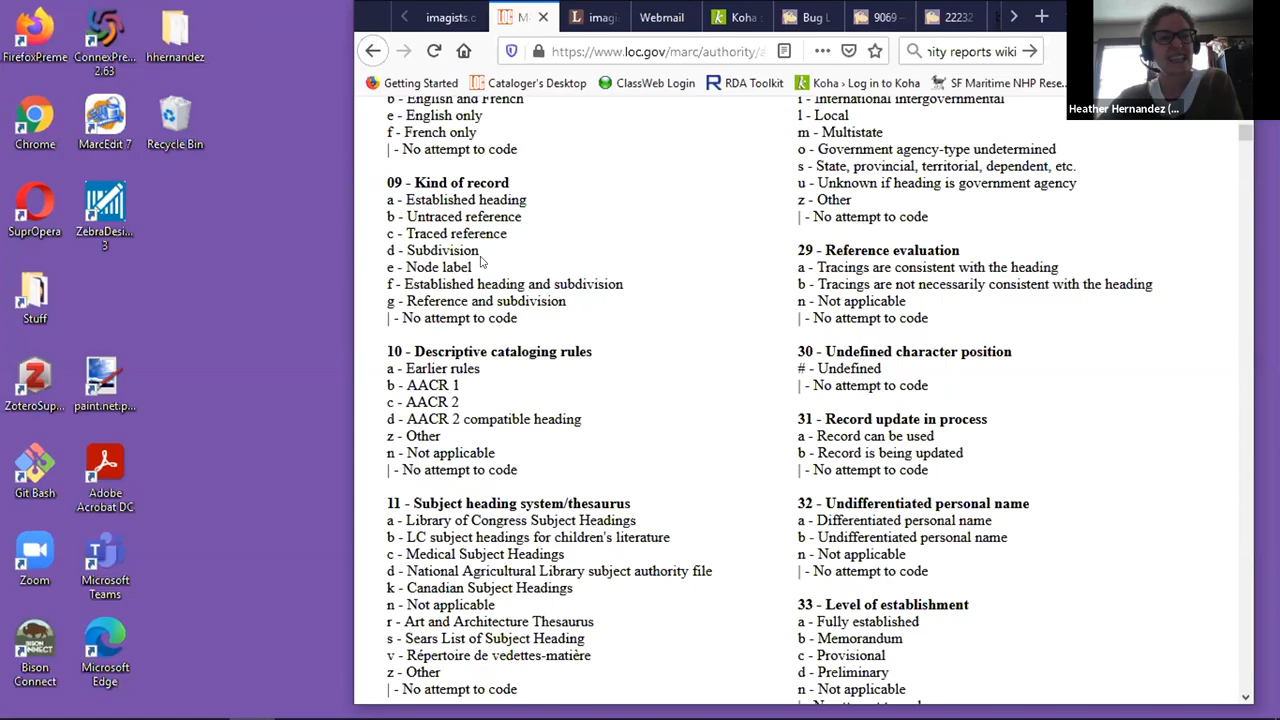 FirefoxPreme
ConnexPre...
2.63
hhernandez
Chrome
MarcEdit 7
Recycle Bin
SuprOpera
ZebraDesi...
3
Stuff
ZoteroSup...
paint.net.p...
Git Bash
Adobe
Acrobat DC
Zoom
Microsoft
Teams
Bison
Connect
Microsoft
Edge
imagists.o
M
imagi
Webmail
Koha :
Bug L
9069 –
22232
https://www.loc.gov/marc/authority/a
nity reports wiki
Getting Started
Cataloger's Desktop
ClassWeb Login
RDA Toolkit
Koha › Log in to Koha
SF Maritime NHP Rese...
Heather Hernandez (...
b - English and French
e - English only
f - French only
| - No attempt to code
09 - Kind of record
a - Established heading
b - Untraced reference
c - Traced reference
d - Subdivision
e - Node label
f - Established heading and subdivision
g - Reference and subdivision
| - No attempt to code
10 - Descriptive cataloging rules
a - Earlier rules
b - AACR 1
c - AACR 2
d - AACR 2 compatible heading
z - Other
n - Not applicable
| - No attempt to code
11 - Subject heading system/thesaurus
a - Library of Congress Subject Headings
b - LC subject headings for children's literature
c - Medical Subject Headings
d - National Agricultural Library subject authority file
k - Canadian Subject Headings
n - Not applicable
r - Art and Architecture Thesaurus
s - Sears List of Subject Heading
v - Répertoire de vedettes-matière
z - Other
| - No attempt to code
i - International intergovernmental
l - Local
m - Multistate
o - Government agency-type undetermined
s - State, provincial, territorial, dependent, etc.
u - Unknown if heading is government agency
z - Other
| - No attempt to code
29 - Reference evaluation
a - Tracings are consistent with the heading
b - Tracings are not necessarily consistent with the heading
n - Not applicable
| - No attempt to code
30 - Undefined character position
# - Undefined
| - No attempt to code
31 - Record update in process
a - Record can be used
b - Record is being updated
| - No attempt to code
32 - Undifferentiated personal name
a - Differentiated personal name
b - Undifferentiated personal name
n - Not applicable
| - No attempt to code
33 - Level of establishment
a - Fully established
b - Memorandum
c - Provisional
d - Preliminary
n - Not applicable